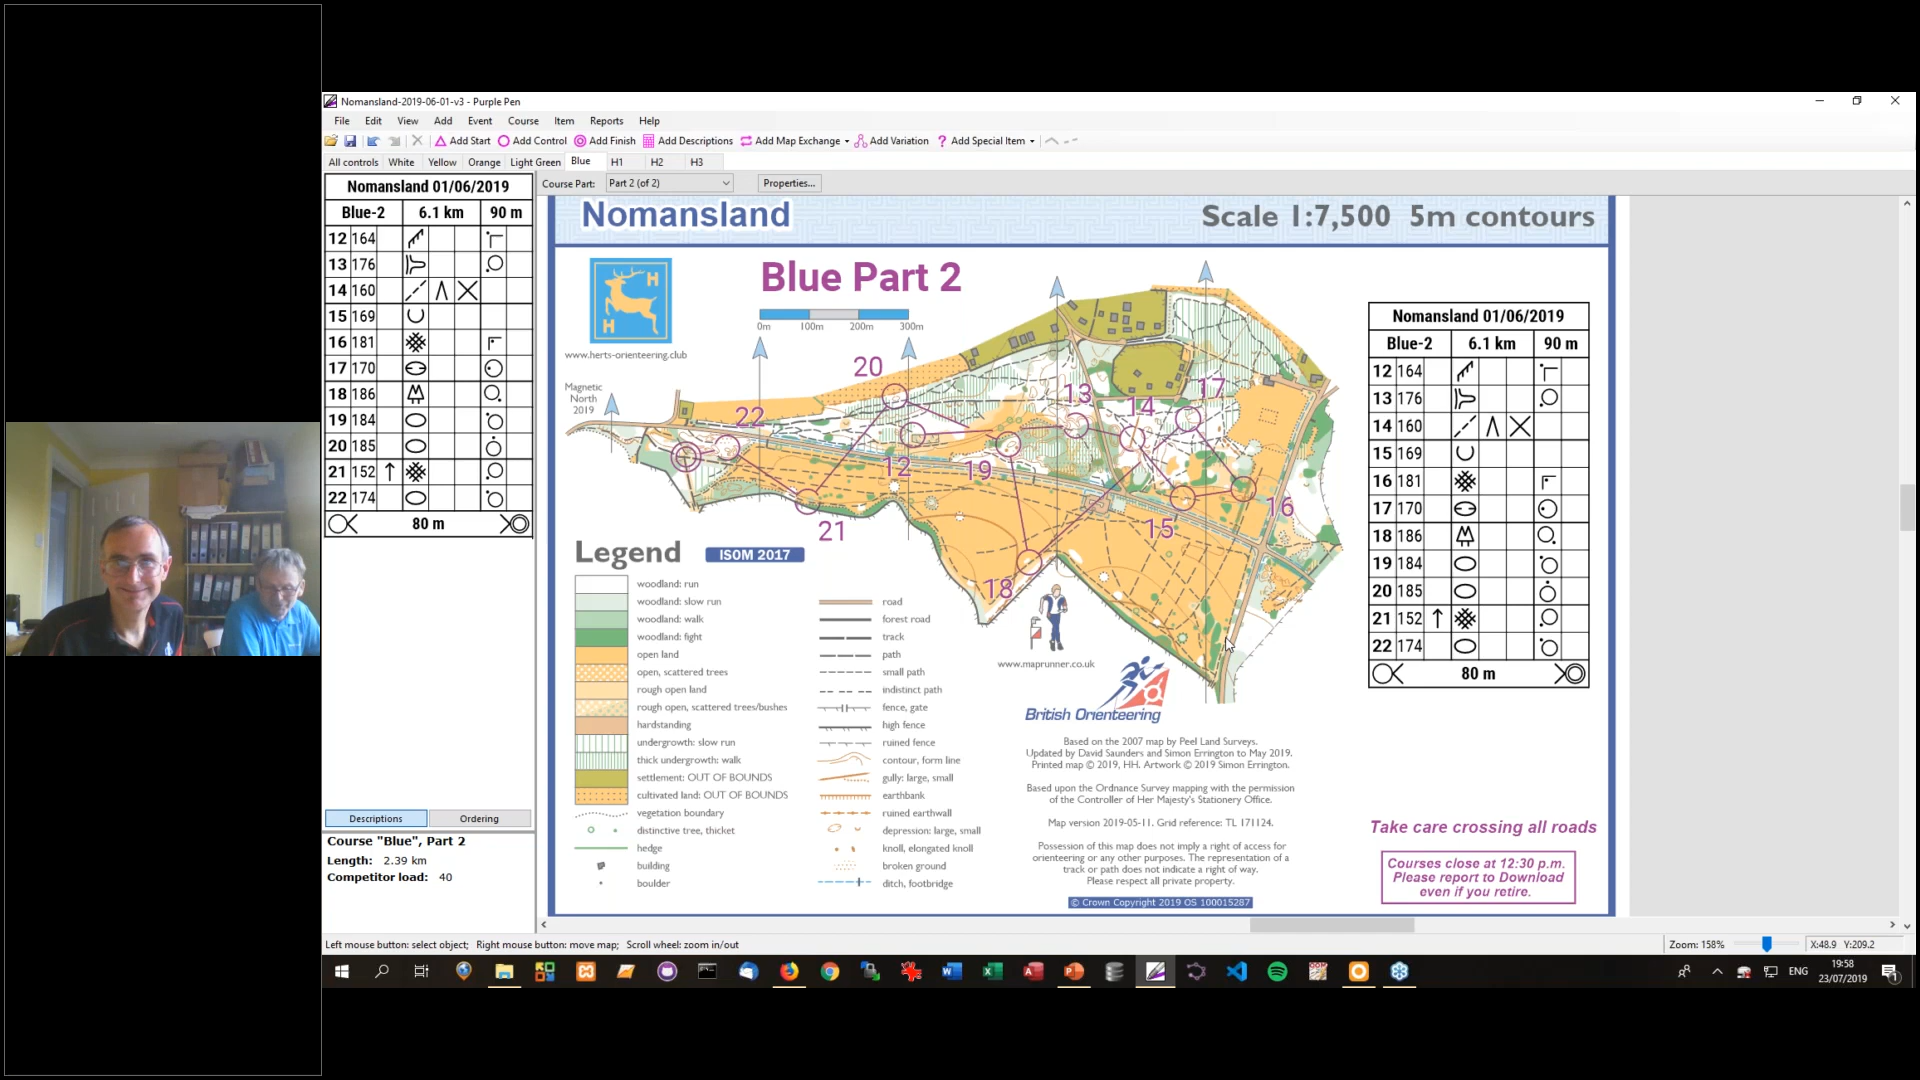 Nomansland-2019-06-01-v3 - Purple Pen
File Edit View Add Event Course Item Reports Help
Add Start Add Control Add Finish Add Descriptions Add Map Exchange Add Variation ? Add Special Item
All controls White Yellow Orange Light Green Blue H1 H2 H3
Course Part: Part 2 (of 2) Properties...
Nomansland 01/06/2019
Blue-2 6.1 km 90 m
12 164
13 176
14 160
15 169
16 181
17 170
18 186
19 184
20 185
21 152
22 174
80 m
Descriptions Ordering
Course "Blue", Part 2
Length: 2.39 km
Competitor load: 40
Nomansland
Scale 1:7,500 5m contours
H
H
www.herts-orienteering.club
Blue Part 2
0m 100m 200m 300m
Magnetic
North
2019
20
22
13
14
17
12
19
21
15
16
18
Legend
ISOM 2017
woodland: run
woodland: slow run
woodland: walk
woodland: fight
open land
open, scattered trees
rough open land
rough open, scattered trees/bushes
hardstanding
undergrowth: slow run
thick undergrowth: walk
settlement: OUT OF BOUNDS
cultivated land: OUT OF BOUNDS
vegetation boundary
distinctive tree, thicket
hedge
building
boulder
road
forest road
track
path
small path
indistinct path
fence, gate
high fence
ruined fence
contour, form line
gully: large, small
earthbank
ruined earthwall
depression: large, small
knoll, elongated knoll
broken ground
ditch, footbridge
www.maprunner.co.uk
British Orienteering
Based on the 2007 map by Peel Land Surveys.
Updated by David Saunders and Simon Errington to May 2019.
Printed map © 2019, HH. Artwork © 2019 Simon Errington.
Based upon the Ordnance Survey mapping with the permission
of the Controller of Her Majesty's Stationery Office.
Map version 2019-05-11. Grid reference: TL 171124.
Possession of this map does not imply a right of access for
orienteering or any other purposes. The representation of a
track or path does not indicate a right of way.
Please respect all private property.
© Crown Copyright 2019 OS 100015287
Nomansland 01/06/2019
Blue-2 6.1 km 90 m
12 164
13 176
14 160
15 169
16 181
17 170
18 186
19 184
20 185
21 152
22 174
80 m
Take care crossing all roads
Courses close at 12:30 p.m.
Please report to Download
even if you retire.
Left mouse button: select object; Right mouse button: move map; Scroll wheel: zoom in/out
Zoom: 158%
X:48.9 Y:209.2
ENG
19:58
23/07/2019